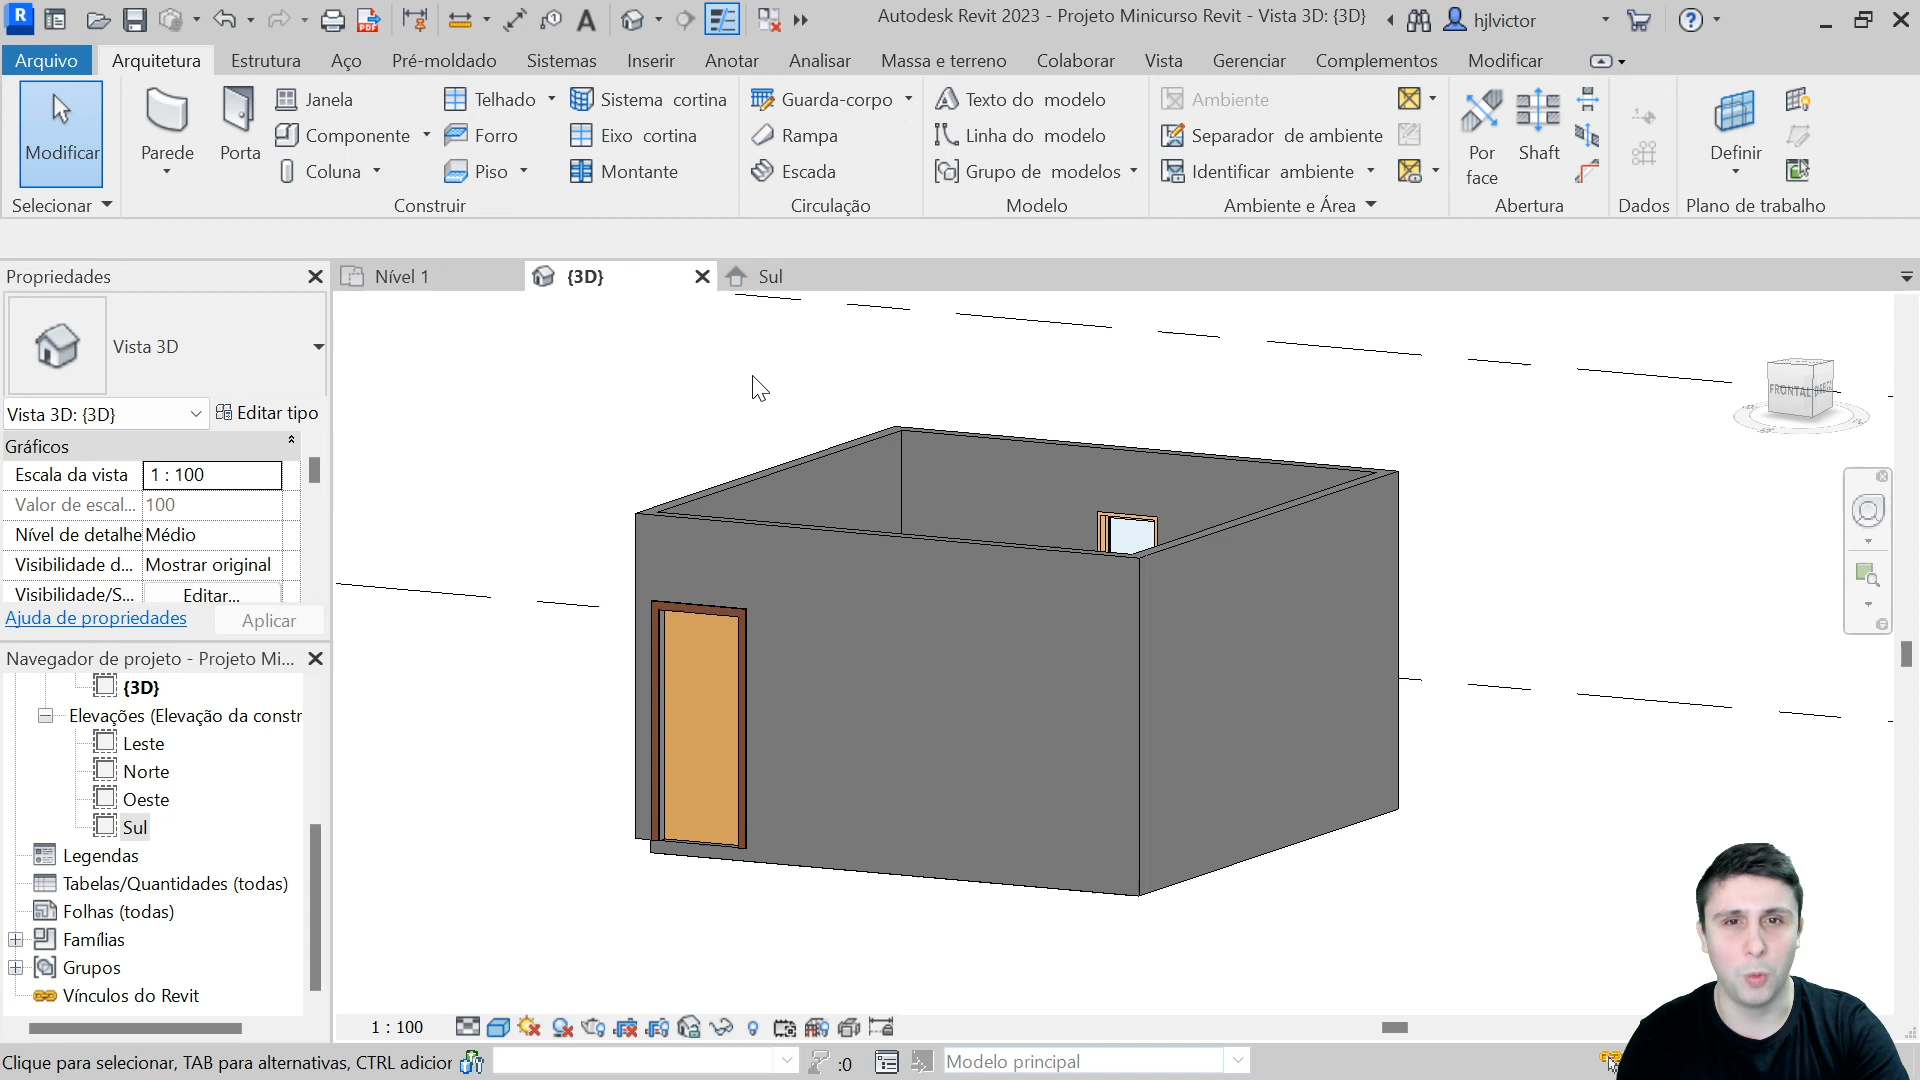 Autodesk Revit 2023 - Projeto Minicurso Revit - Vista 3D: {3D}
hjlvictor
Arquivo Arquitetura Estrutura Aço Pré-moldado Sistemas Inserir Anotar Analisar Massa e terreno Colaborar Vista Gerenciar Complementos Modificar
Modificar
Selecionar
Parede
Porta
Janela
Componente
Coluna
Telhado
Forro
Piso
Sistema cortina
Eixo cortina
Montante
Construir
Guarda-corpo
Rampa
Escada
Circulação
Texto do modelo
Linha do modelo
Grupo de modelos
Modelo
Ambiente
Separador de ambiente
Identificar ambiente
Ambiente e Área
Por face
Shaft
Abertura
Dados
Definir
Plano de trabalho
Propriedades
Nível 1
{3D}
Sul
Vista 3D
Vista 3D: {3D}
Editar tipo
Gráficos
Escala da vista 1 : 100
Valor de escal... 100
Nível de detalhe Médio
Visibilidade d... Mostrar original
Visibilidade/S... Editar...
Ajuda de propriedades
Aplicar
Navegador de projeto - Projeto Mi...
{3D}
Elevações (Elevação da constr
Leste
Norte
Oeste
Sul
Legendas
Tabelas/Quantidades (todas)
Folhas (todas)
Famílias
Grupos
Vínculos do Revit
FRONTAL
1 : 100
Clique para selecionar, TAB para alternativas, CTRL adicior
:0
Modelo principal